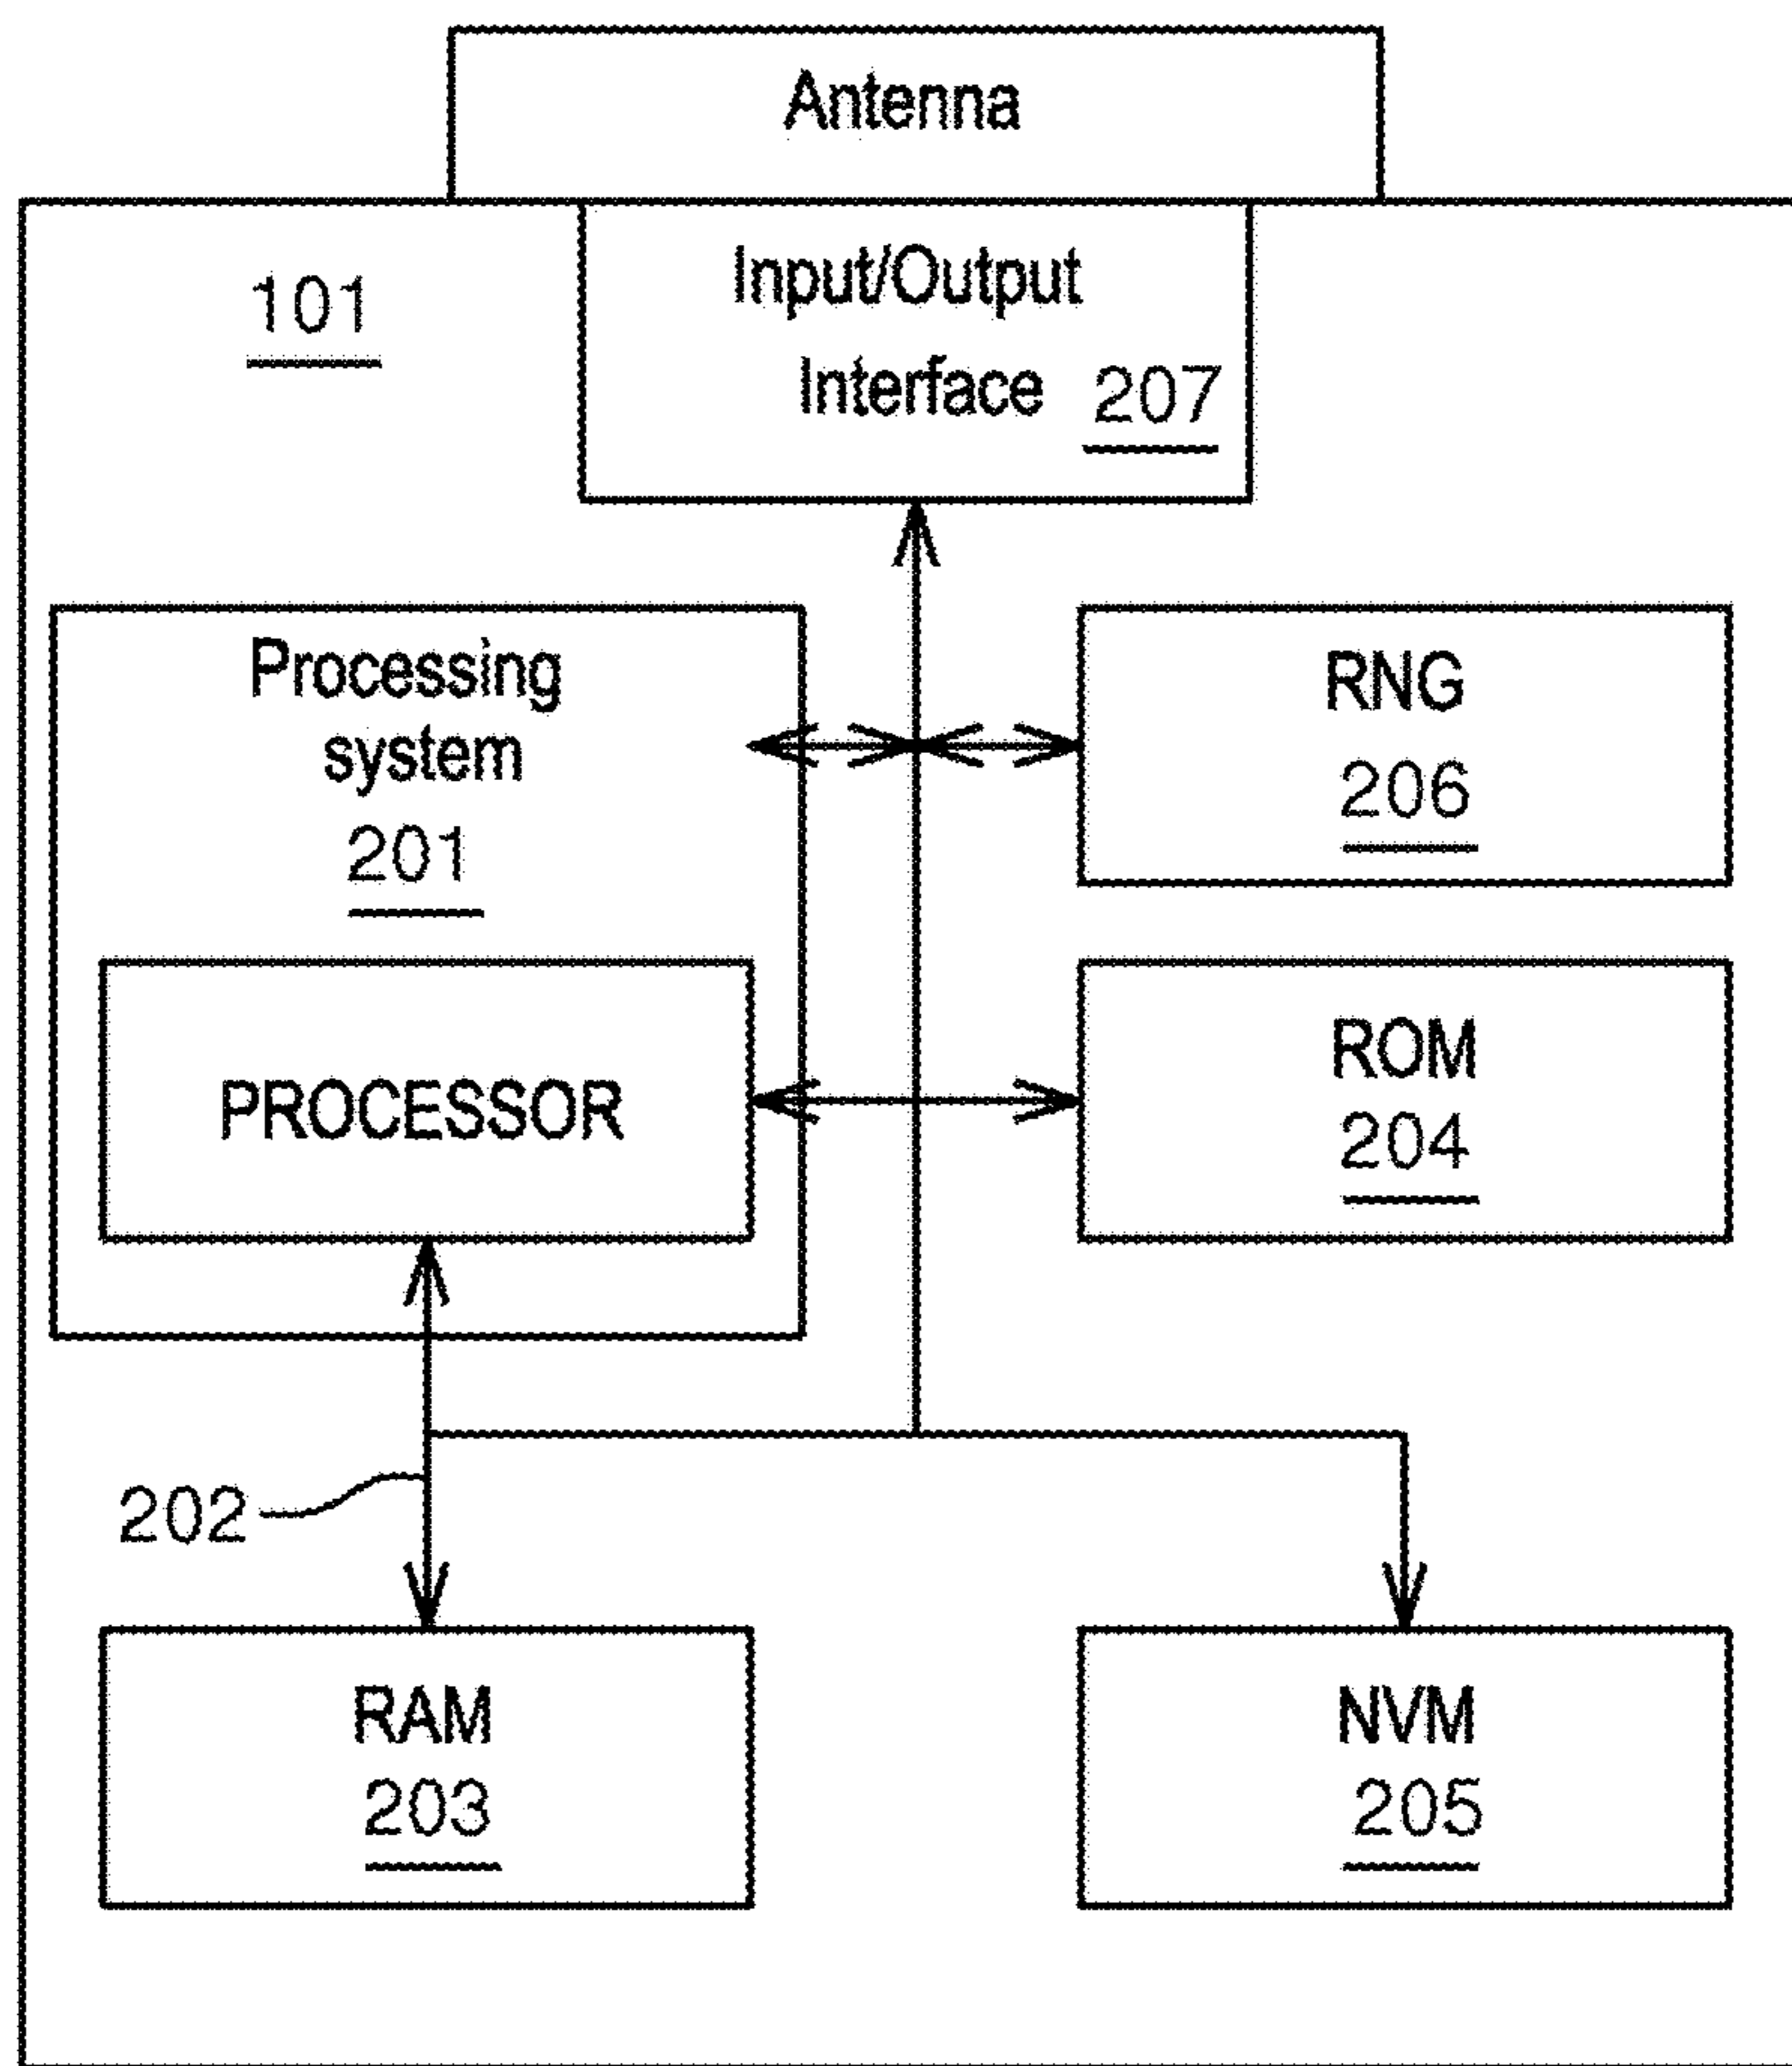 Antenna
101
Input/Output
Interface 207
Processing
system
201
RNG
206
PROCESSOR
ROM
204
202
RAM
203
NVM
205